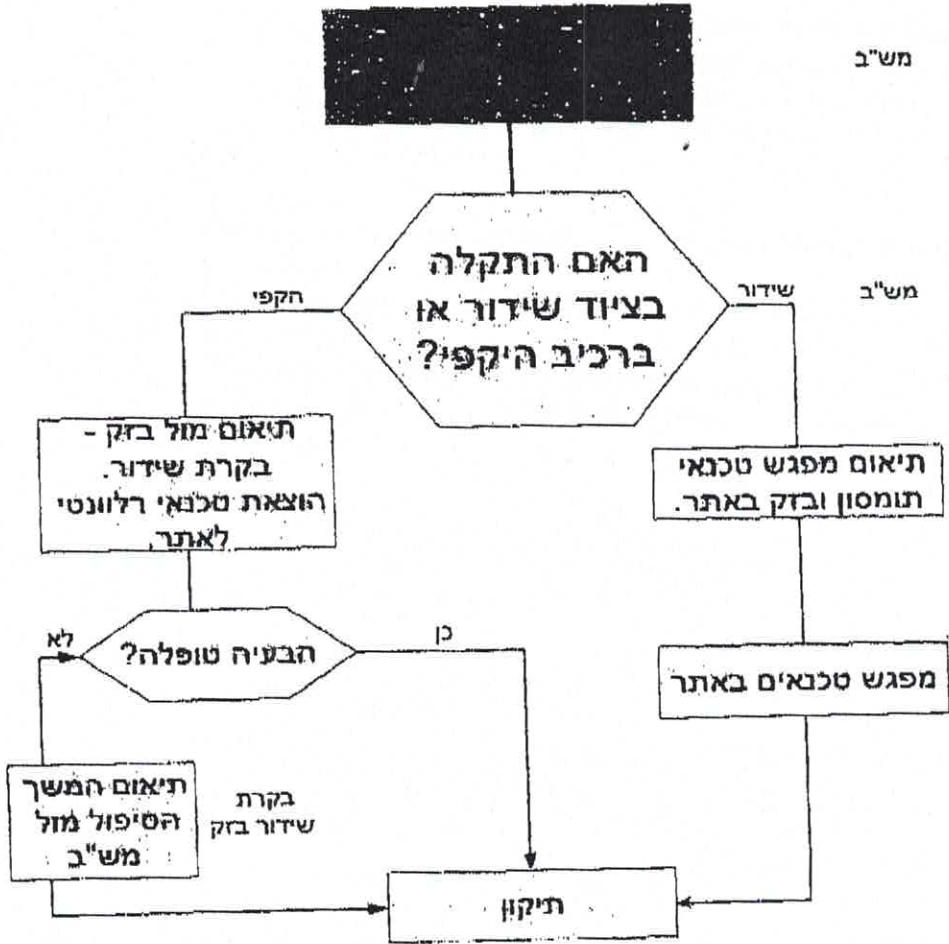 מש"ב
האם התקלה
בציוד שידור או
ברכיב היקפי?
מש"ב
שידור
הקפי
תיאום מפגש טכנאי
תומסון ובזק באתר.
תיאום מול בזק -
בקרת שידור.
הוצאת טכנאי רלוונטי
לאתר.
מפגש טכנאים באתר
הבעיה טופלה?
כן
לא
תיאום המשך
הטיפול מול
מש"ב
בקרת
שידור בזק
תיקון